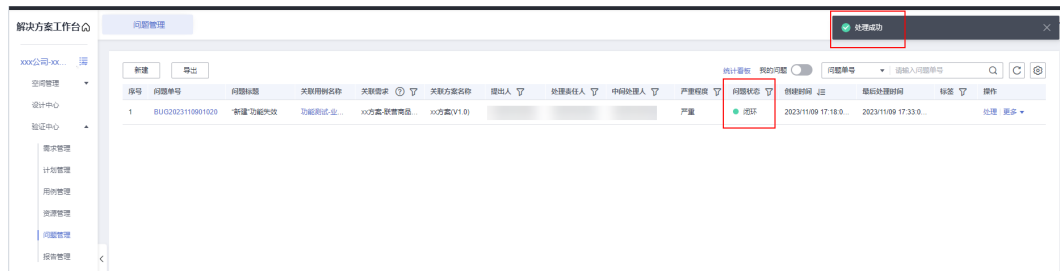 解决方案工作台
问题管理
处理成功
xxx公司-xx...
空间管理
设计中心
验证中心
需求管理
计划管理
用例管理
资源管理
问题管理
报告管理
新建 导出 统计看板 我的问题 问题单号 请输入问题单号
序号 问题单号 问题标题 关联用例名称 关联需求 关联方案名称 提出人 处理责任人 中间处理人 严重程度 问题状态 创建时间 最后处理时间 标签 操作
1 BUG2023110901020 “新建”功能失效 功能测试-业... xx方案-联营商品... xx方案(V1.0) 严重 闭环 2023/11/09 17:18:0... 2023/11/09 17:33:0... 处理 更多